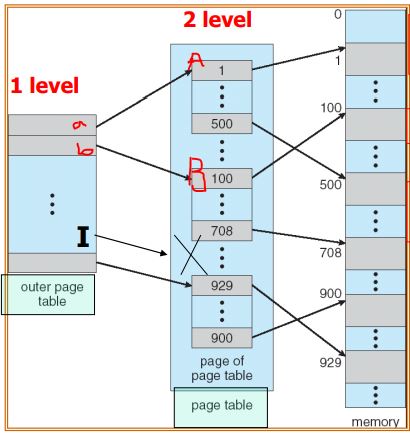 2 level
1 level
A
1
500
a
b
B
100
708
I
929
900
outer page
table
page of
page table
page table
0
1
100
500
708
900
929
memory